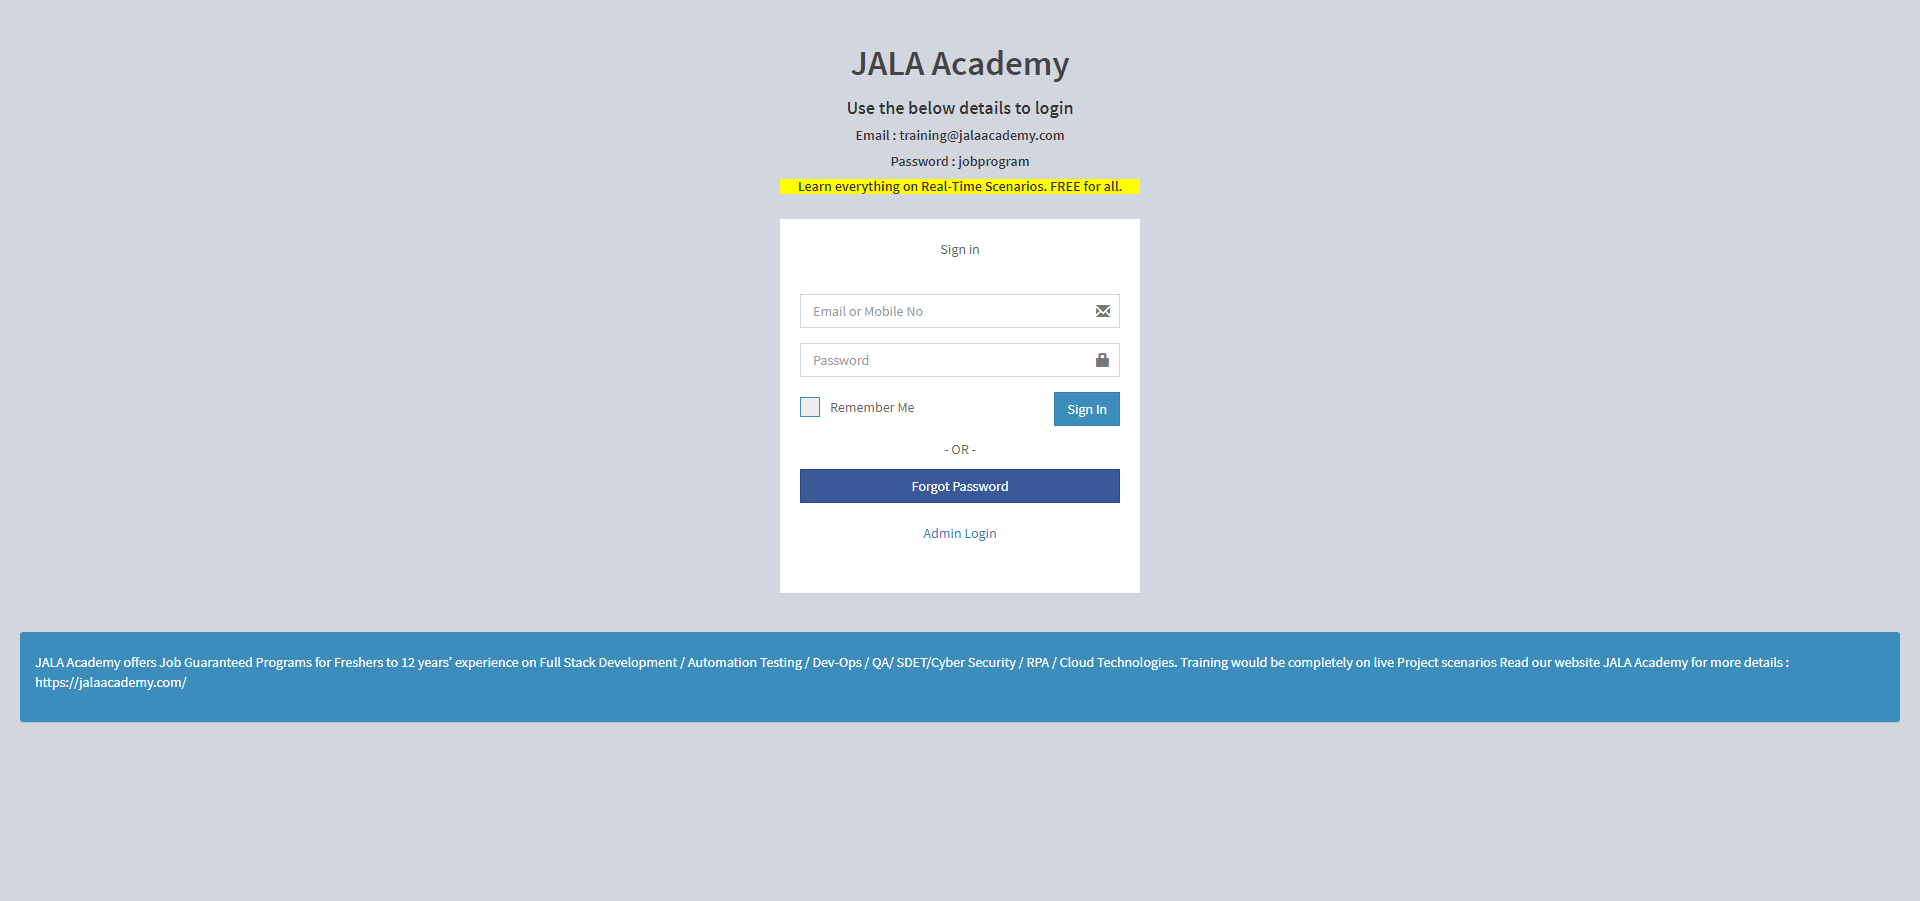 JALA Academy
Use the below details to login
Email : training@jalaacademy.com
Password : jobprogram
Learn everything on Real-Time Scenarios. FREE for all.
Sign in
Email or Mobile No
Password
Remember Me
Sign In
- OR -
Forgot Password
Admin Login
JALA Academy offers Job Guaranteed Programs for Freshers to 12 years’ experience on Full Stack Development / Automation Testing / Dev-Ops / QA/ SDET/Cyber Security / RPA / Cloud Technologies. Training would be completely on live Project scenarios Read our website JALA Academy for more details :
https://jalaacademy.com/